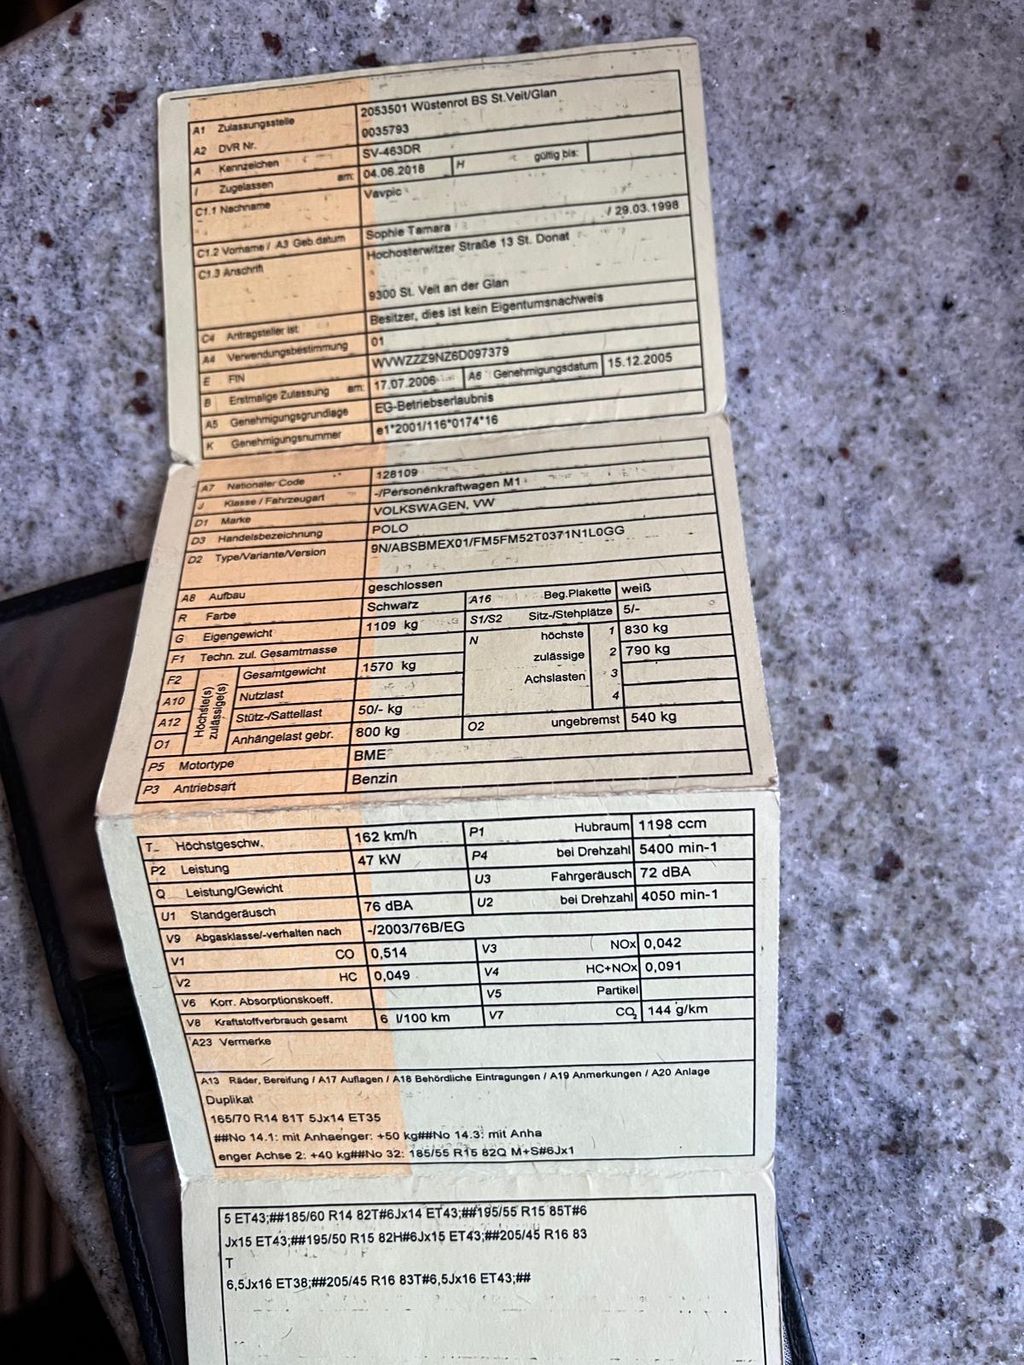 A1 Zulassungsstelle 2053501 Wüstenrot BS St.Veit/Glan
A2 DVR Nr. 0035793
A Kennzeichen SV-463DR
I Zugelassen am: 04.06.2018 H gültig bis:
C1.1 Nachname Vavpic
C1.2 Vorname / A3 Geb.datum Sophie Tamara / 29.03.1998
C1.3 Anschrift Hochosterwitzer Straße 13 St. Donat
9300 St. Veit an der Glan
C4 Antragsteller ist Besitzer, dies ist kein Eigentumsnachweis
A4 Verwendungsbestimmung 01
E FIN WVWZZZ9NZ6D097379
B Erstmalige Zulassung am: 17.07.2006 A6 Genehmigungsdatum 15.12.2005
A5 Genehmigungsgrundlage EG-Betriebserlaubnis
K Genehmigungsnummer e1*2001/116*0174*16
A7 Nationaler Code 128109
J Klasse / Fahrzeugart -/Personenkraftwagen M1
D1 Marke VOLKSWAGEN, VW
D3 Handelsbezeichnung POLO
D2 Type/Variante/Version 9N/ABSBMEX01/FM5FM52T0371N1L0GG
A8 Aufbau geschlossen
R Farbe Schwarz A16 Beg.Plakette weiß
G Eigengewicht 1109 kg S1/S2 Sitz-/Stehplätze 5/-
F1 Techn. zul. Gesamtmasse N höchste zulässige Achslasten 1 830 kg
F2 Höchste(s) zulässige(s) Gesamtgewicht 1570 kg 2 790 kg
A10 Nutzlast 3
A12 Stütz-/Sattellast 50/- kg 4
O1 Anhängelast gebr. 800 kg O2 ungebremst 540 kg
P5 Motortype BME
P3 Antriebsart Benzin
T Höchstgeschw. 162 km/h P1 Hubraum 1198 ccm
P2 Leistung 47 kW P4 bei Drehzahl 5400 min-1
Q Leistung/Gewicht U3 Fahrgeräusch 72 dBA
U1 Standgeräusch 76 dBA U2 bei Drehzahl 4050 min-1
V9 Abgasklasse/-verhalten nach -/2003/76B/EG
V1 CO 0,514 V3 NOx 0,042
V2 HC 0,049 V4 HC+NOx 0,091
V6 Korr. Absorptionskoeff. V5 Partikel
V8 Kraftstoffverbrauch gesamt 6 l/100 km V7 CO2 144 g/km
A23 Vermerke
A13 Räder, Bereifung / A17 Auflagen / A18 Behördliche Eintragungen / A19 Anmerkungen / A20 Anlage
Duplikat
165/70 R14 81T 5Jx14 ET35
##No 14.1: mit Anhaenger: +50 kg##No 14.3: mit Anha
enger Achse 2: +40 kg##No 32: 185/55 R15 82Q M+S#6Jx1
5 ET43;##185/60 R14 82T#6Jx14 ET43;##195/55 R15 85T#6
Jx15 ET43;##195/50 R15 82H#6Jx15 ET43;##205/45 R16 83
T
6,5Jx16 ET38;##205/45 R16 83T#6,5Jx16 ET43;##